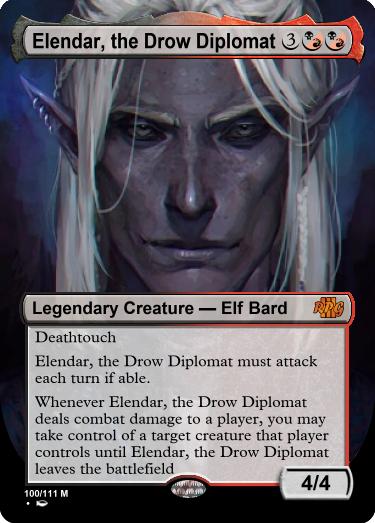 Elendar, the Drow Diplomat 3
Legendary Creature — Elf Bard RPG
Deathtouch
Elendar, the Drow Diplomat must attack
each turn if able.
Whenever Elendar, the Drow Diplomat
deals combat damage to a player, you may
take control of a target creature that player
controls until Elendar, the Drow Diplomat
leaves the battlefield
4/4
100/111 M